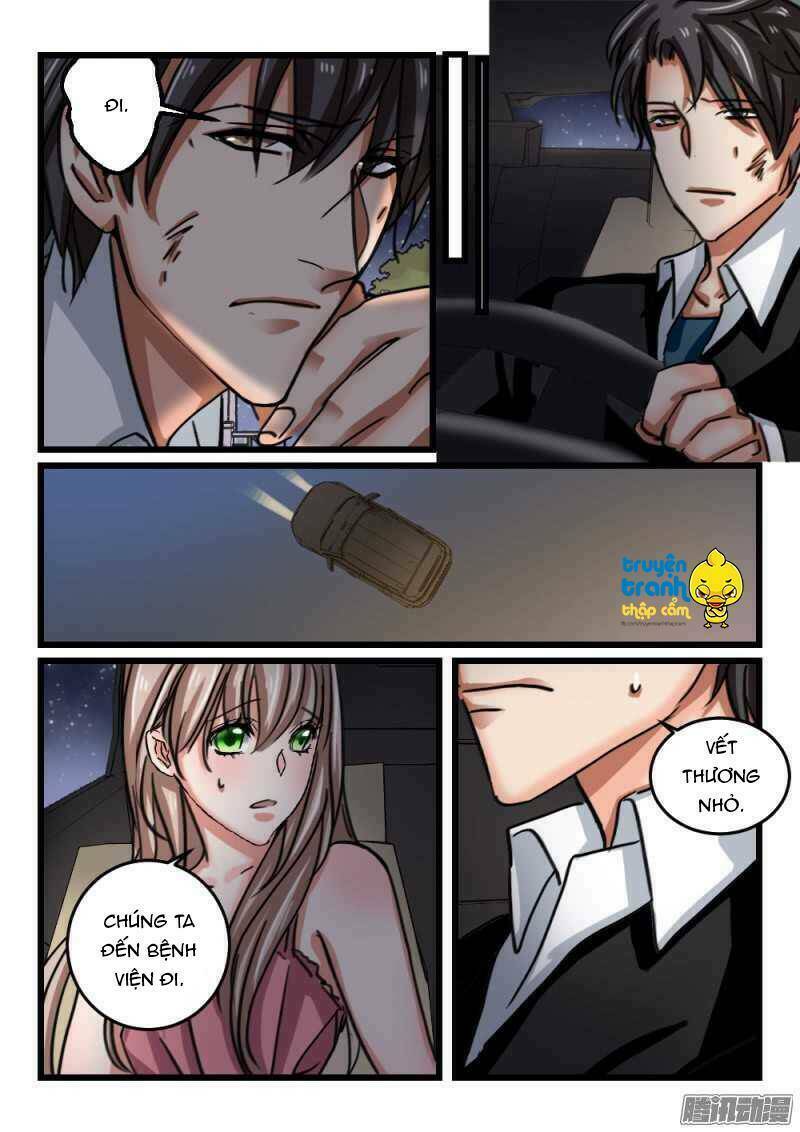 ĐI.
truyện
tranh
thập cẩm
CHÚNG TA
ĐẾN BỆNH
VIỆN ĐI.
VẾT
THƯƠNG
NHỎ.
腾讯动漫